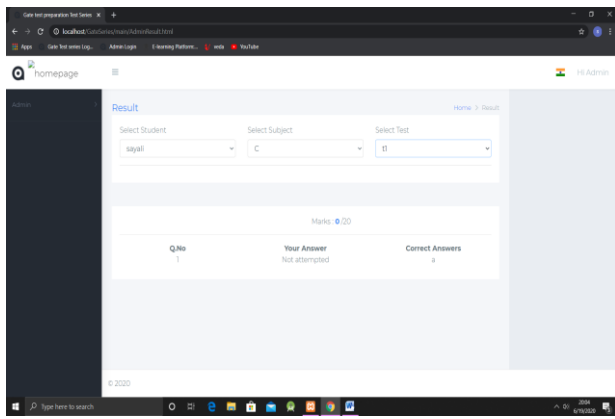 Gate test preparation Test Series
localhost/GateSeries/main/AdminResult.html
Apps Gate Test series Log... Admin Login E-learning Platform... veda YouTube
homepage
Hi Admin
Admin
Result
Home > Result
Select Student Select Subject Select Test
sayali C t1
Marks : 0 /20
Q.No Your Answer Correct Answers
1 Not attempted a
© 2020
Type here to search
20:04
6/19/2020